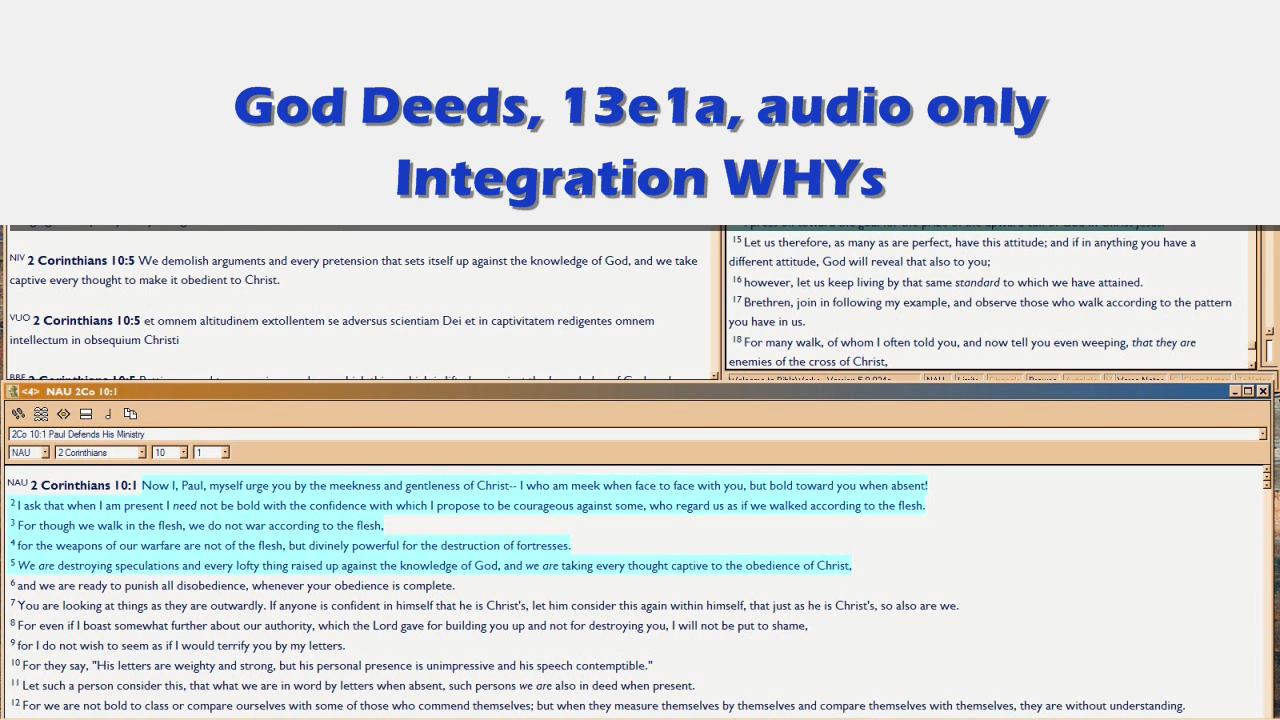 God Deeds, 13e1a, audio only
Integration WHYs
NIV 2 Corinthians 10:5 We demolish arguments and every pretension that sets itself up against the knowledge of God, and we take
captive every thought to make it obedient to Christ.
VUO 2 Corinthians 10:5 et omnem altitudinem extollentem se adversus scientiam Dei et in captivitatem redigentes omnem
intellectum in obsequium Christi
BBE 2 Corinthians 10:5
15 Let us therefore, as many as are perfect, have this attitude; and if in anything you have a
different attitude, God will reveal that also to you;
16 however, let us keep living by that same standard to which we have attained.
17 Brethren, join in following my example, and observe those who walk according to the pattern
you have in us.
18 For many walk, of whom I often told you, and now tell you even weeping, that they are
enemies of the cross of Christ,
<4> NAU 2Co 10:1
2Co 10:1 Paul Defends His Ministry
NAU 2 Corinthians 10 1
NAU 2 Corinthians 10:1 Now I, Paul, myself urge you by the meekness and gentleness of Christ-- I who am meek when face to face with you, but bold toward you when absent!
2 I ask that when I am present I need not be bold with the confidence with which I propose to be courageous against some, who regard us as if we walked according to the flesh.
3 For though we walk in the flesh, we do not war according to the flesh,
4 for the weapons of our warfare are not of the flesh, but divinely powerful for the destruction of fortresses.
5 We are destroying speculations and every lofty thing raised up against the knowledge of God, and we are taking every thought captive to the obedience of Christ,
6 and we are ready to punish all disobedience, whenever your obedience is complete.
7 You are looking at things as they are outwardly. If anyone is confident in himself that he is Christ's, let him consider this again within himself, that just as he is Christ's, so also are we.
8 For even if I boast somewhat further about our authority, which the Lord gave for building you up and not for destroying you, I will not be put to shame,
9 for I do not wish to seem as if I would terrify you by my letters.
10 For they say, "His letters are weighty and strong, but his personal presence is unimpressive and his speech contemptible."
11 Let such a person consider this, that what we are in word by letters when absent, such persons we are also in deed when present.
12 For we are not bold to class or compare ourselves with some of those who commend themselves; but when they measure themselves by themselves and compare themselves with themselves, they are without understanding.